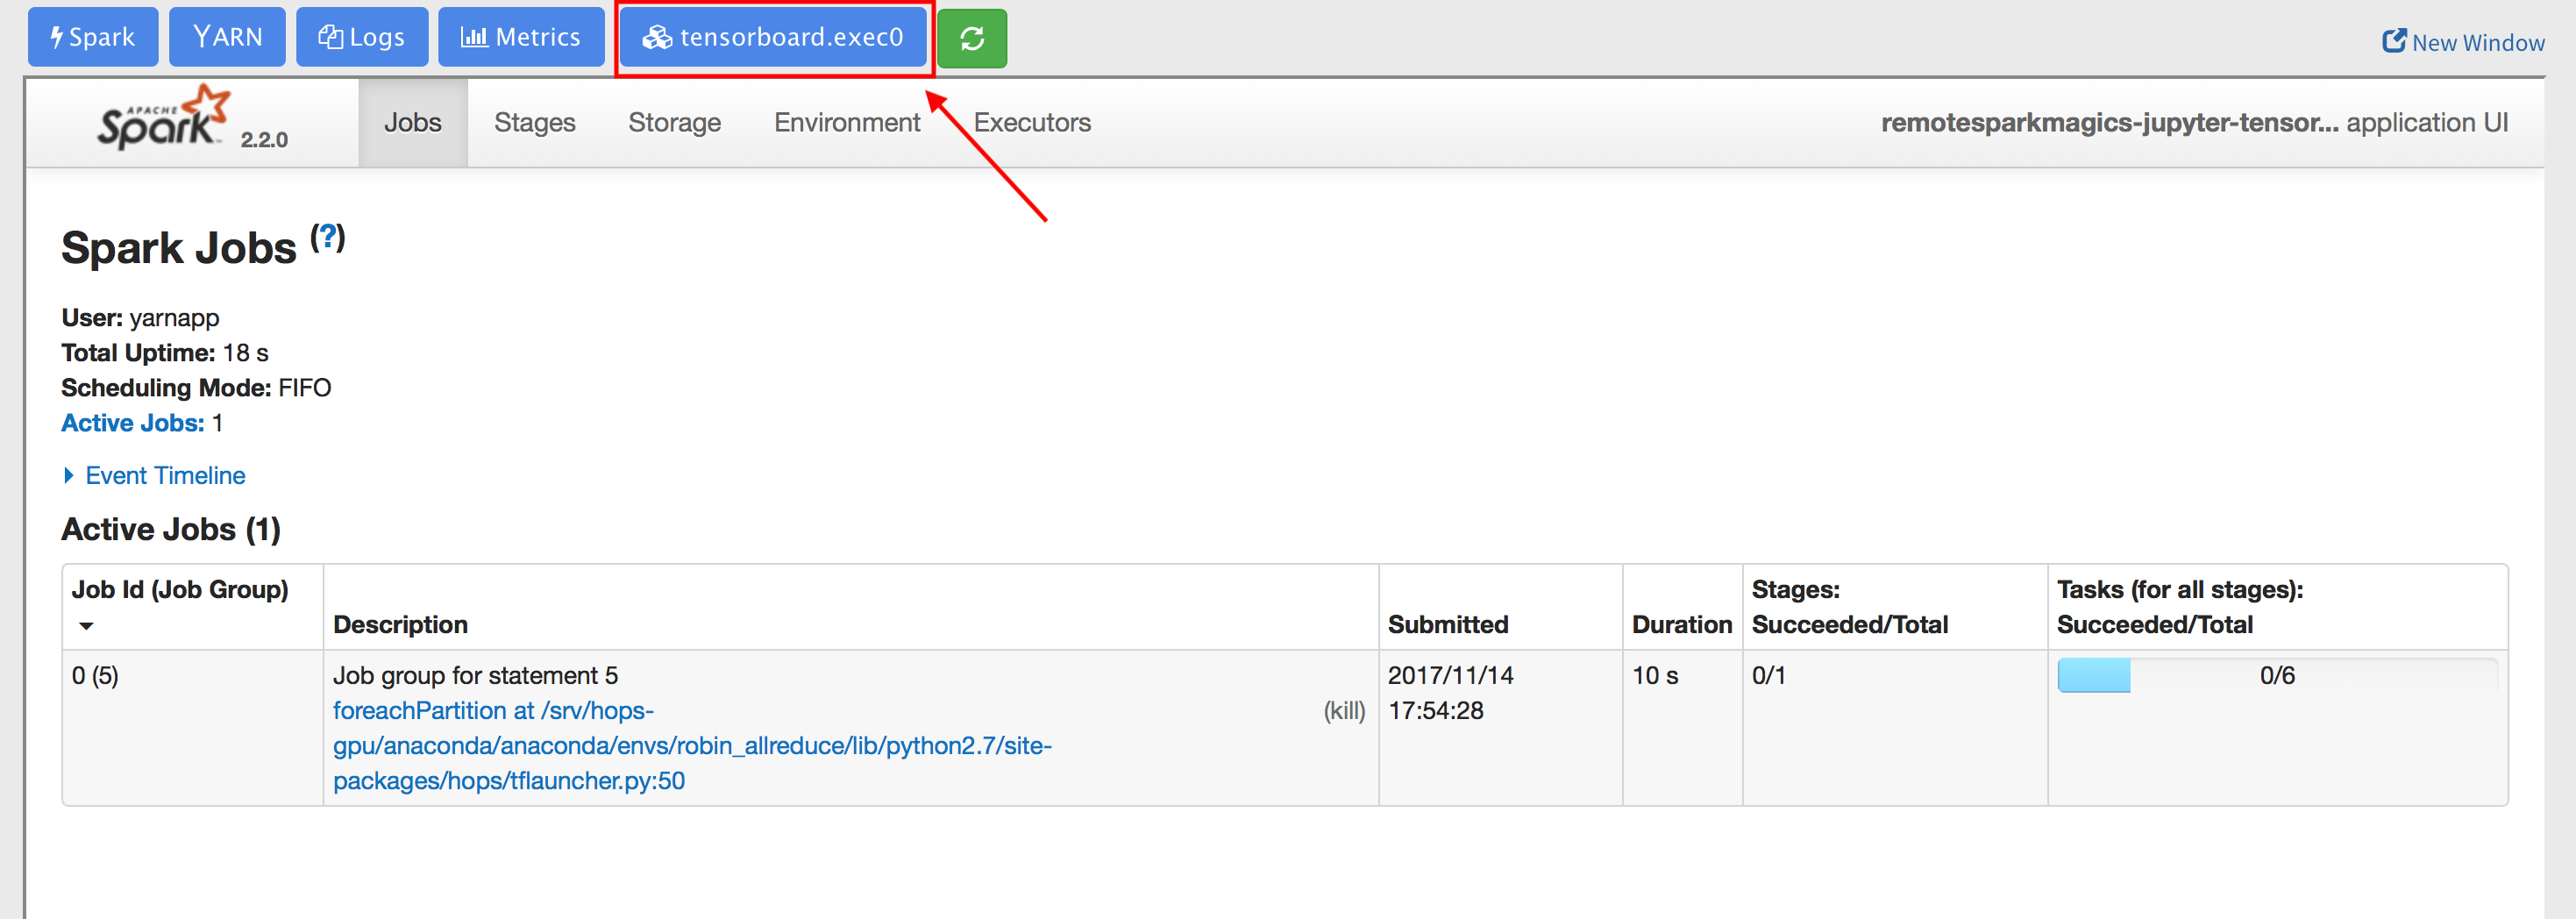 Spark
YARN
Logs
Metrics
tensorboard.exec0
New Window
APACHE
Spark
2.2.0
Jobs
Stages
Storage
Environment
Executors
remotesparkmagics-jupyter-tensor... application UI
Spark Jobs (?)
User: yarnapp
Total Uptime: 18 s
Scheduling Mode: FIFO
Active Jobs: 1
Event Timeline
Active Jobs (1)
Job Id (Job Group)
Description
Submitted
Duration
Stages:
Succeeded/Total
Tasks (for all stages):
Succeeded/Total
0 (5)
Job group for statement 5
foreachPartition at /srv/hops-
gpu/anaconda/anaconda/envs/robin_allreduce/lib/python2.7/site-
packages/hops/tflauncher.py:50
(kill)
2017/11/14
17:54:28
10 s
0/1
0/6